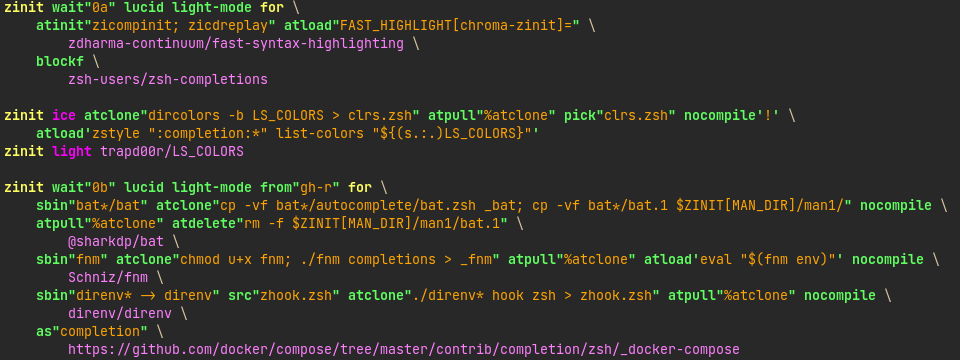 zinit wait"0a" lucid light-mode for \
    atinit"zicompinit; zicdreplay" atload"FAST_HIGHLIGHT[chroma-zinit]=" \
        zdharma-continuum/fast-syntax-highlighting \
    blockf \
        zsh-users/zsh-completions

zinit ice atclone"dircolors -b LS_COLORS > clrs.zsh" atpull"%atclone" pick"clrs.zsh" nocompile'!' \
    atload'zstyle ":completion:*" list-colors "${(s.:.)LS_COLORS}"'
zinit light trapd00r/LS_COLORS

zinit wait"0b" lucid light-mode from"gh-r" for \
    sbin"bat*/bat" atclone"cp -vf bat*/autocomplete/bat.zsh _bat; cp -vf bat*/bat.1 $ZINIT[MAN_DIR]/man1/" nocompile \
    atpull"%atclone" atdelete"rm -f $ZINIT[MAN_DIR]/man1/bat.1" \
        @sharkdp/bat \
    sbin"fnm" atclone"chmod u+x fnm; ./fnm completions > _fnm" atpull"%atclone" atload'eval "$(fnm env)"' nocompile \
        Schniz/fnm \
    sbin"direnv* -> direnv" src"zhook.zsh" atclone"./direnv* hook zsh > zhook.zsh" atpull"%atclone" nocompile \
        direnv/direnv \
    as"completion" \
        https://github.com/docker/compose/tree/master/contrib/completion/zsh/_docker-compose